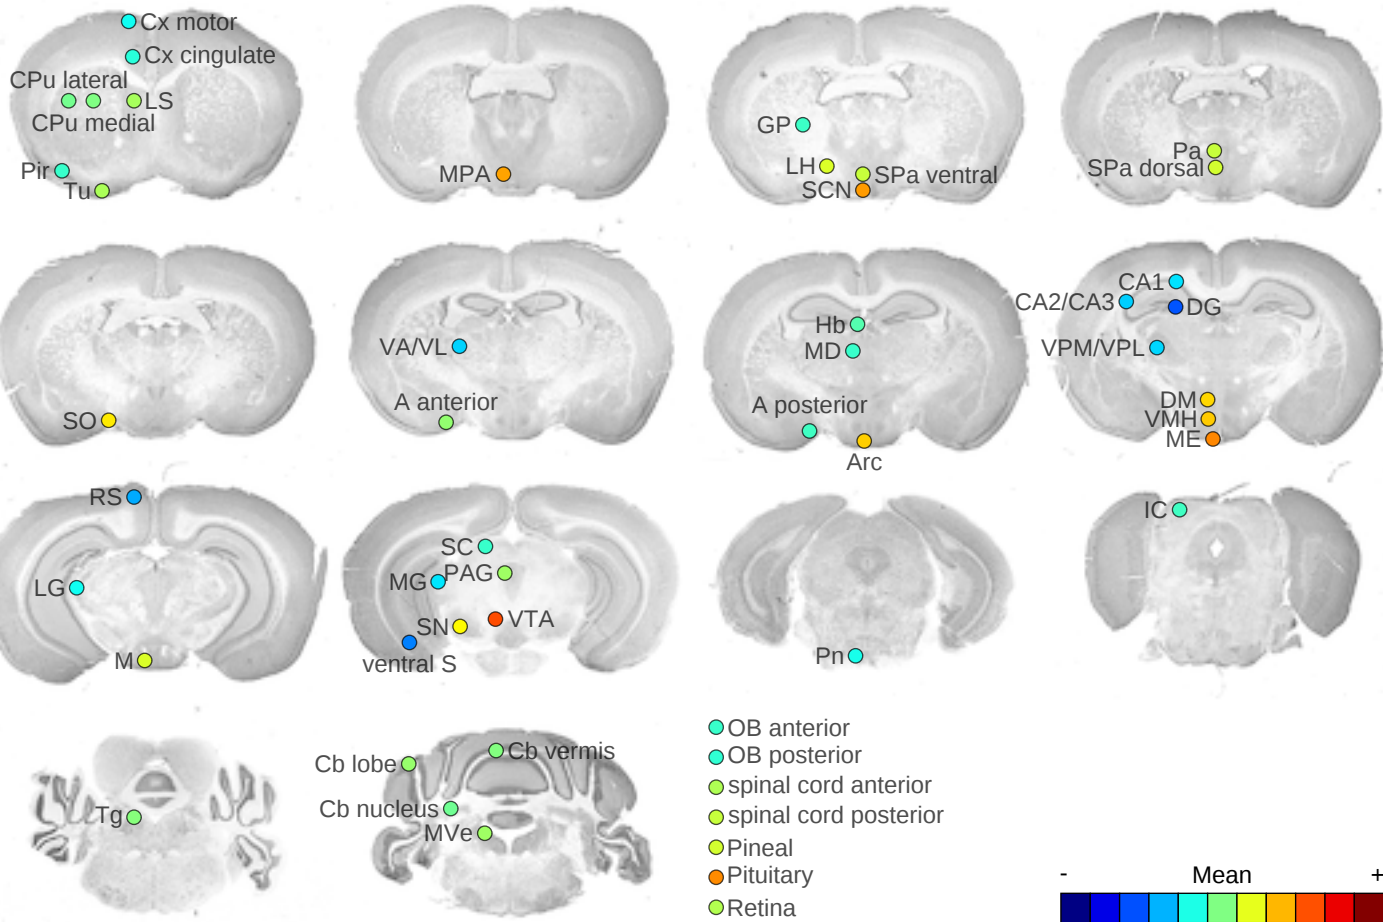 Cx motor
Cx cingulate
CPu lateral
LS
CPu medial
Pir
Tu
MPA
GP
LH
SPa ventral
SCN
Pa
SPa dorsal
SO
VA/VL
A anterior
Hb
MD
A posterior
Arc
CA1
CA2/CA3
DG
VPM/VPL
DM
VMH
ME
RS
LG
M
SC
MG
PAG
SN
VTA
ventral S
Pn
IC
Tg
Cb lobe
Cb vermis
Cb nucleus
MVe
OB anterior
OB posterior
spinal cord anterior
spinal cord posterior
Pineal
Pituitary
Retina
- Mean +